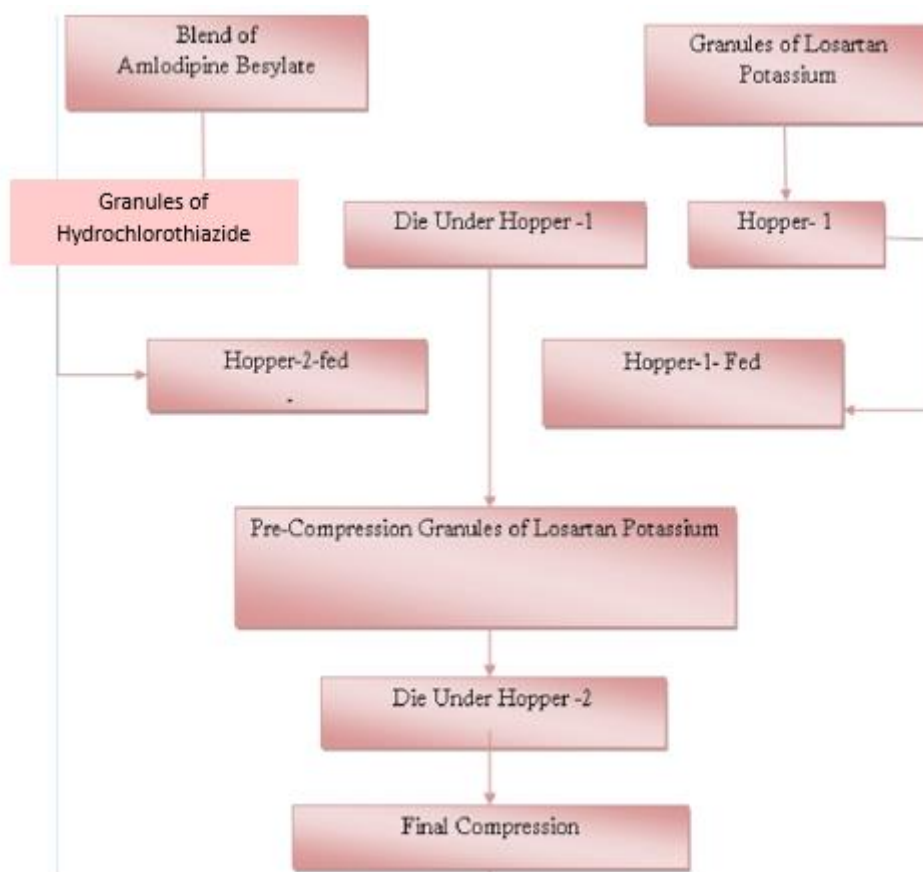 Blend of
Amlodipine Besylate
Granules of Losartan
Potassium
Granules of
Hydrochlorothiazide
Die Under Hopper -1
Hopper- 1
Hopper-2-fed
.
Hopper-1- Fed
Pre-Compression Granules of Losartan Potassium
Die Under Hopper -2
Final Compression